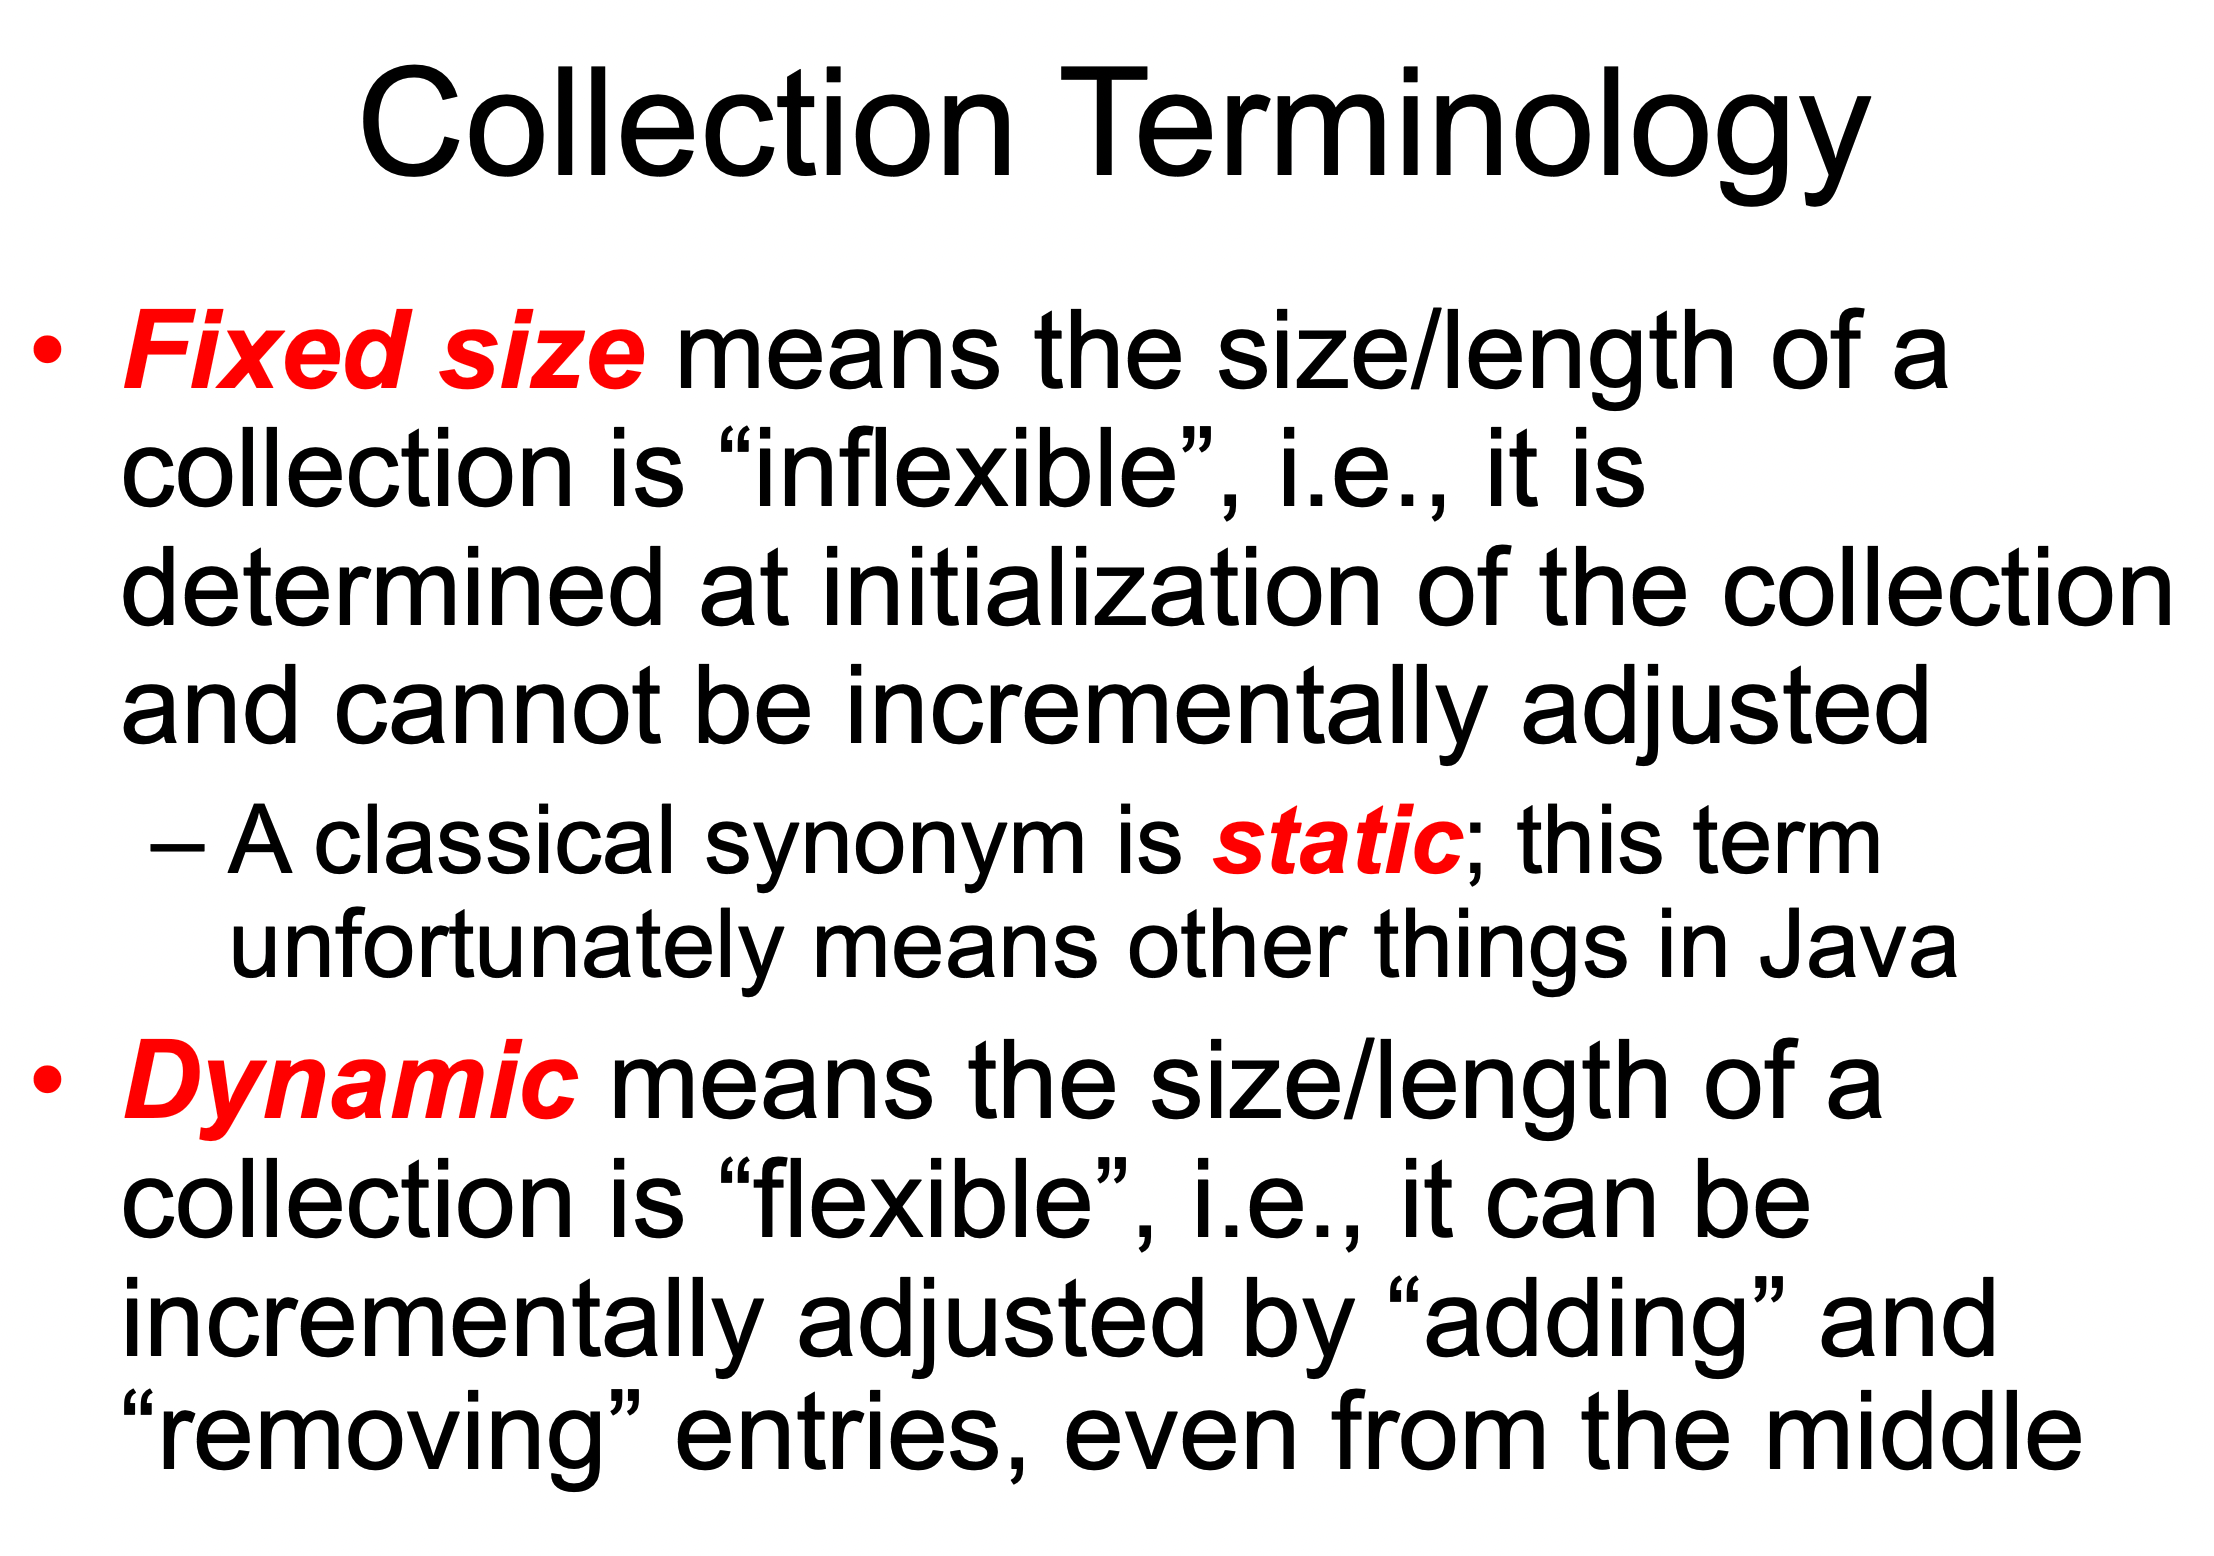 Collection Terminology
• Fixed size means the size/length of a
collection is “inflexible”, i.e., it is
determined at initialization of the collection
and cannot be incrementally adjusted
– A classical synonym is static; this term
unfortunately means other things in Java
• Dynamic means the size/length of a
collection is “flexible”, i.e., it can be
incrementally adjusted by “adding” and
“removing” entries, even from the middle